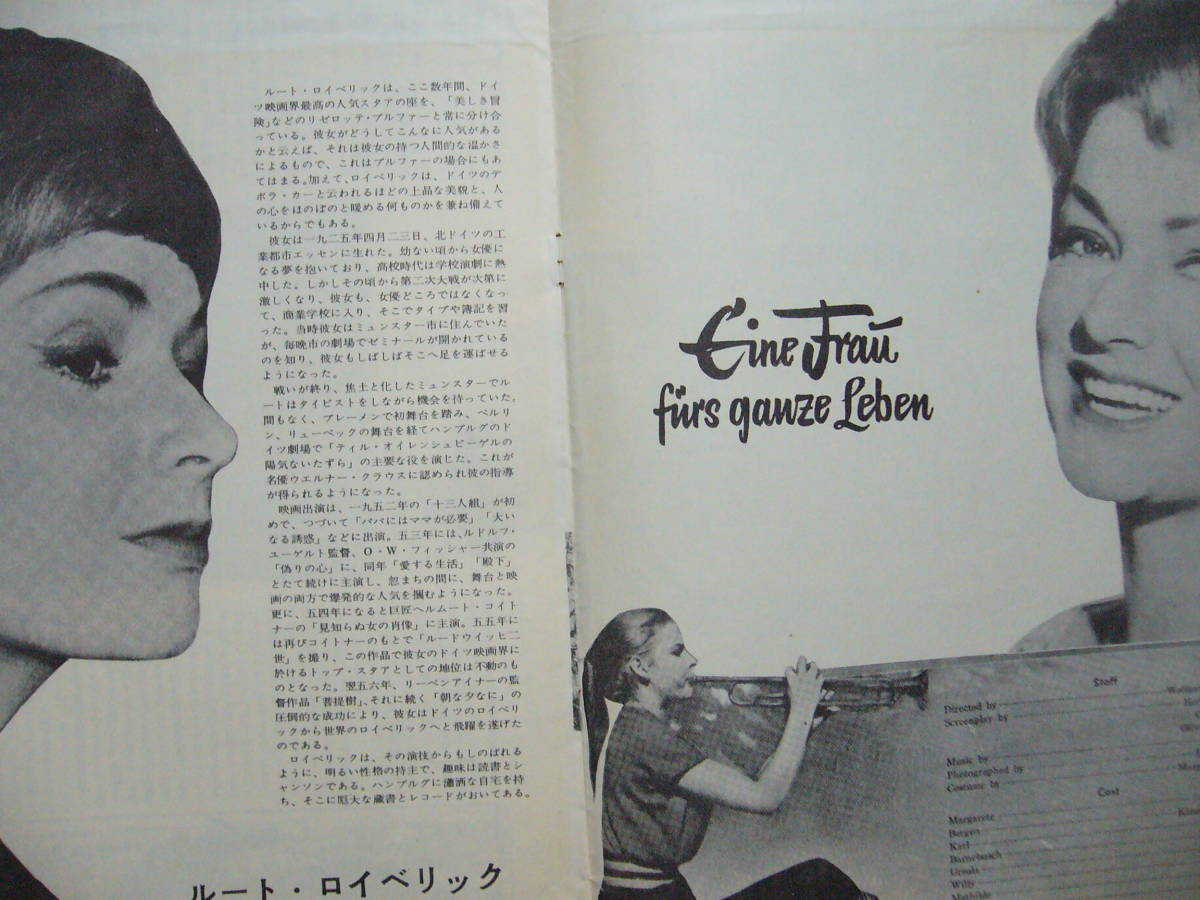 ルート・ロイベリックは、ここ数年間、ドイ
ツ映画界最高の人気スタアの座を、「美しき冒
険」などのリゼロッテ・プルファーと常に分け合
っている。彼女がどうしてこんなに人気がある
かと云えば、それは彼女の持つ人間的な温かさ
によるもので、これはプルファーの場合にもあ
てはまる。加えて、ロイベリックは、ドイツのデ
ボラ・カーと云われるほどの上品な美貌と、人
の心をほのぼのと暖める何ものかを兼ね備えて
いるからでもある。
彼女は一九二五年四月二三日、北ドイツの工
業都市エッセンに生れた。幼ない頃から女優に
なる夢を抱いており、高校時代は学校演劇に熱
中した。しかしその頃から第二次大戦が次第に
激しくなり、彼女も、女優どころではなくなっ
て、商業学校に入り、そこでタイプや簿記を習
った。当時彼女はミュンスター市に住んでいた
が、毎晩市の劇場でゼミナールが開かれている
のを知り、彼女もしばしばそこへ足を運ばせる
ようになった。
戦いが終り、焦土と化したミュンスターでル
ートはタイピストをしながら機会を待っていた。
間もなく、ブレーメンで初舞台を踏み、ベルリ
ン、リューベックの舞台を経てハンブルグのド
イツ劇場で「ティル・オイレンシュピーゲルの
陽気ないたずら」の主要な役を演じた。これが
名優ウエルナー・クラウスに認められ彼の指導
が得られるようになった。
映画出演は、一九五二年の「十三人組」が初
めで、つづいて「パパにはママが必要」「大い
なる誘惑」などに出演。五三年には、ルドルフ・
ユーゲルト監督、O・W・フィッシャー共演の
「偽りの心」に、同年「愛する生活」「殿下」
とたて続けに主演し、忽まちの間に、舞台と映
画の両方で爆発的な人気を摑むようになった。
更に、五四年になると巨匠ヘルムート・コイト
ナーの「見知らぬ女の肖像」に主演。五五年に
は再びコイトナーのもとで「ルードウイッヒ二
世」を撮り、この作品で彼女のドイツ映画界に
於けるトップ・スタアとしての地位は不動のも
のとなった。翌五六年、リーベンアイナーの監
督作品「菩提樹」、それに続く「朝な夕なに」の
圧倒的な成功により、彼女はドイツのロイベリ
ックから世界のロイベリックへと飛躍を遂げた
のである。
ロイベリックは、その演技からもしのばれる
ように、明るい性格の持主で、趣味は読書とシ
ャンソンである。ハンブルグに瀟洒な自宅を持
ち、そこに厖大な蔵書とレコードがおいてある。
ルート・ロイベリック
Eine Frau
fürs ganze Leben
Staff
Directed by
Screenplay by
Music by
Photographed by
Costume by
Cost
Margarete
Bergen
Karl
Barnebusch
Ursula
Willy
Mathilde